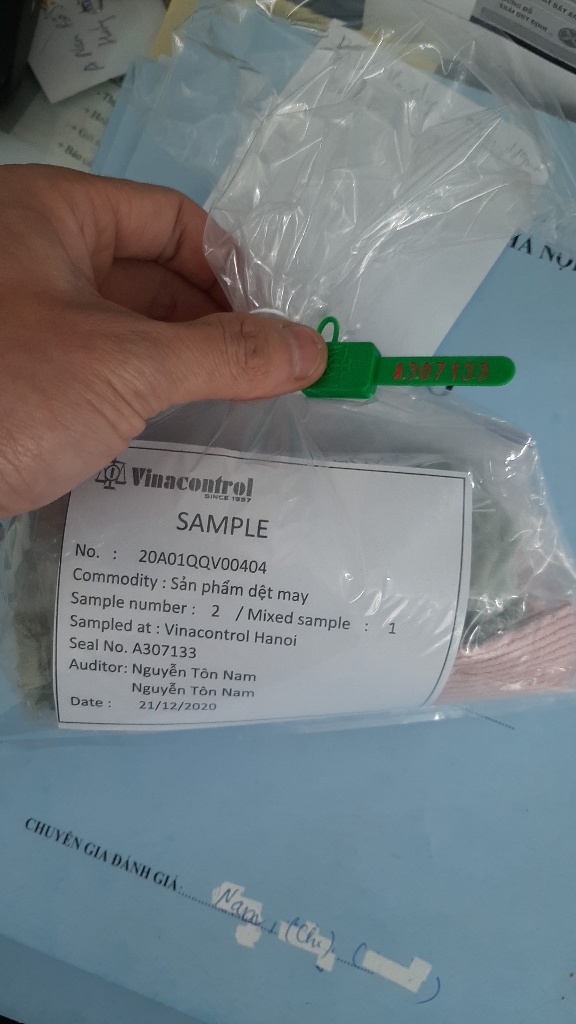 A307133
Vinacontrol
SINCE 1957
SAMPLE
No. : 20A01QQV00404
Commodity : Sản phẩm dệt may
Sample number : 2 / Mixed sample : 1
Sampled at : Vinacontrol Hanoi
Seal No. A307133
Auditor: Nguyễn Tôn Nam
Nguyễn Tôn Nam
Date : 21/12/2020
CHUYÊN GIA ĐÁNH GIÁ:
Nam, (Chi), ( )